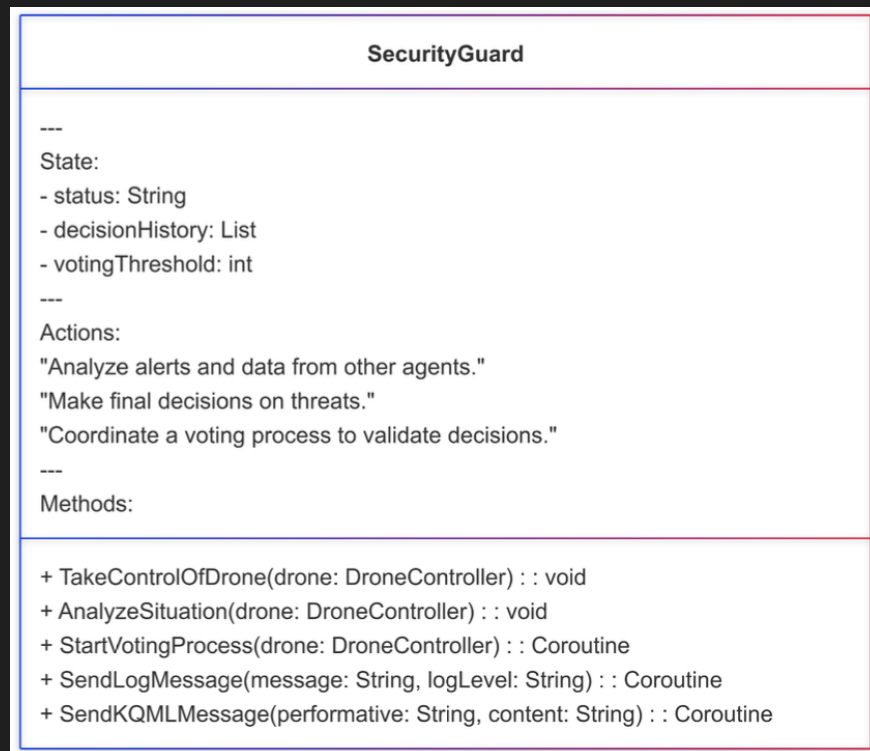 SecurityGuard
---
State:
- status: String
- decisionHistory: List
- votingThreshold: int
---
Actions:
"Analyze alerts and data from other agents."
"Make final decisions on threats."
"Coordinate a voting process to validate decisions."
---
Methods:
+ TakeControlOfDrone(drone: DroneController) : : void
+ AnalyzeSituation(drone: DroneController) : : void
+ StartVotingProcess(drone: DroneController) : : Coroutine
+ SendLogMessage(message: String, logLevel: String) : : Coroutine
+ SendKQMLMessage(performative: String, content: String) : : Coroutine